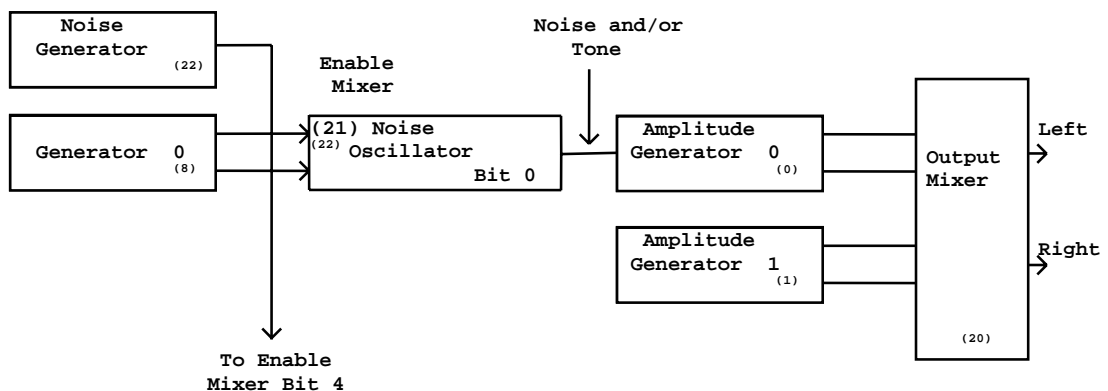 Noise
Generator
(22)
Generator 0
(8)
Enable
Mixer
(21) Noise
(22) Oscillator
Bit 0
Noise and/or
Tone
Amplitude
Generator 0
(0)
Amplitude
Generator 1
(1)
Output
Mixer
(20)
Left
Right
To Enable
Mixer Bit 4